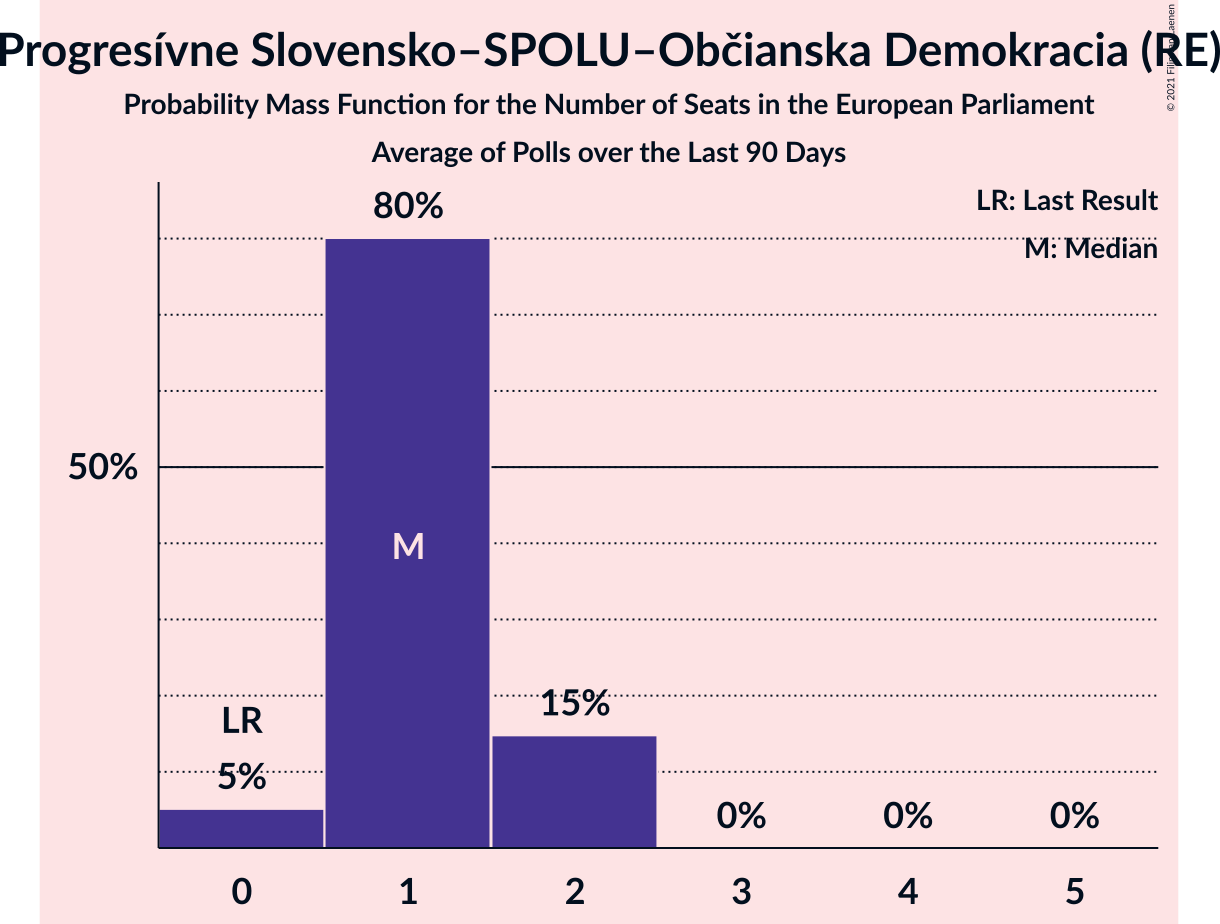 Progresívne Slovensko–SPOLU–Občianska Demokracia (RE)
Probability Mass Function for the Number of Seats in the European Parliament
Average of Polls over the Last 90 Days
LR: Last Result
M: Median
80%
50%
M
15%
LR
5%
0% 0% 0%
0 1 2 3 4 5
© 2021